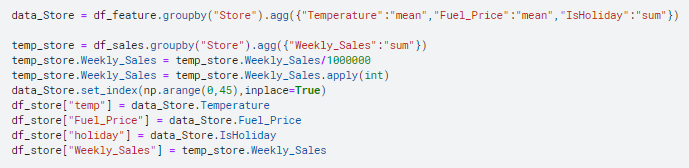 data_Store = df_feature.groupby("Store").agg({"Temperature":"mean","Fuel_Price":"mean","IsHoliday":"sum"})
temp_store = df_sales.groupby("Store").agg({"Weekly_Sales":"sum"})
temp_store.Weekly_Sales = temp_store.Weekly_Sales/1000000
temp_store.Weekly_Sales = temp_store.Weekly_Sales.apply(int)
data_Store.set_index(np.arange(0,45),inplace=True)
df_store["temp"] = data_Store.Temperature
df_store["Fuel_Price"] = data_Store.Fuel_Price
df_store["holiday"] = data_Store.IsHoliday
df_store["Weekly_Sales"] = temp_store.Weekly_Sales